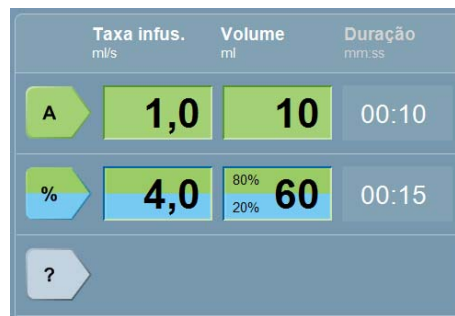 Taxa infus. Volume Duração
ml/s ml mm:ss
A 1,0 10 00:10
% 4,0 80% 20% 60 00:15
?